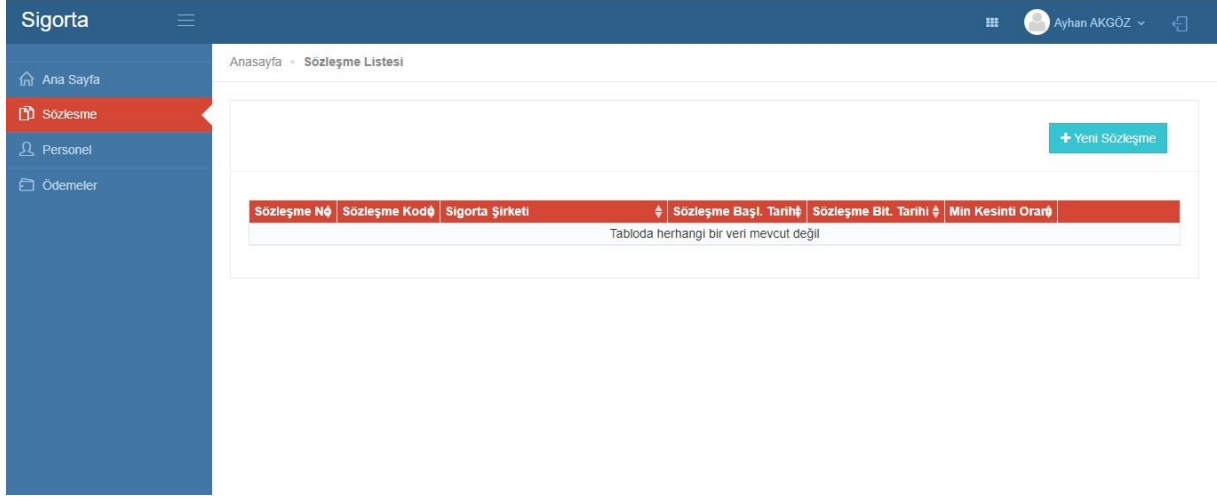 Sigorta
Ayhan AKGÖZ
Anasayfa Sözleşme Listesi
Ana Sayfa
Sözlesme
Personel
Ödemeler
+ Yeni Sözleşme
Sözleşme No Sözleşme Kodu Sigorta Şirketi Sözleşme Başl. Tarihi Sözleşme Bit. Tarihi Min Kesinti Oranı
Tabloda herhangi bir veri mevcut değil